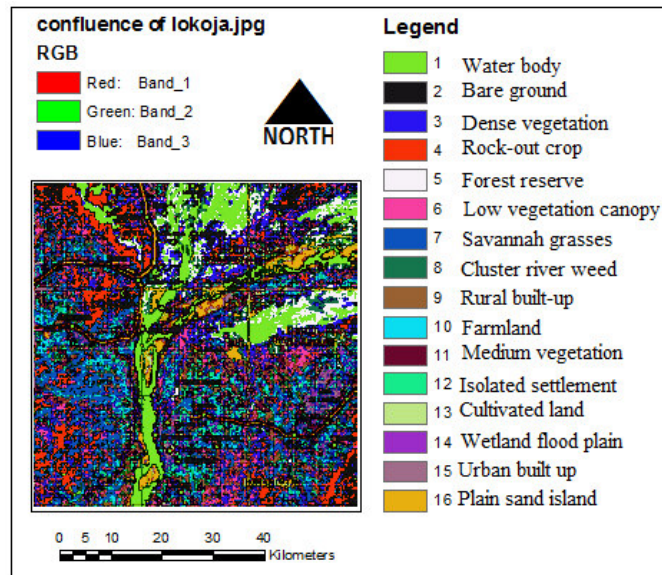 confluence of lokoja.jpg
RGB
Red: Band_1
Green: Band_2
Blue: Band_3
NORTH
0 5 10 20 30 40
Kilometers
Legend
1 Water body
2 Bare ground
3 Dense vegetation
4 Rock-out crop
5 Forest reserve
6 Low vegetation canopy
7 Savannah grasses
8 Cluster river weed
9 Rural built-up
10 Farmland
11 Medium vegetation
12 Isolated settlement
13 Cultivated land
14 Wetland flood plain
15 Urban built up
16 Plain sand island